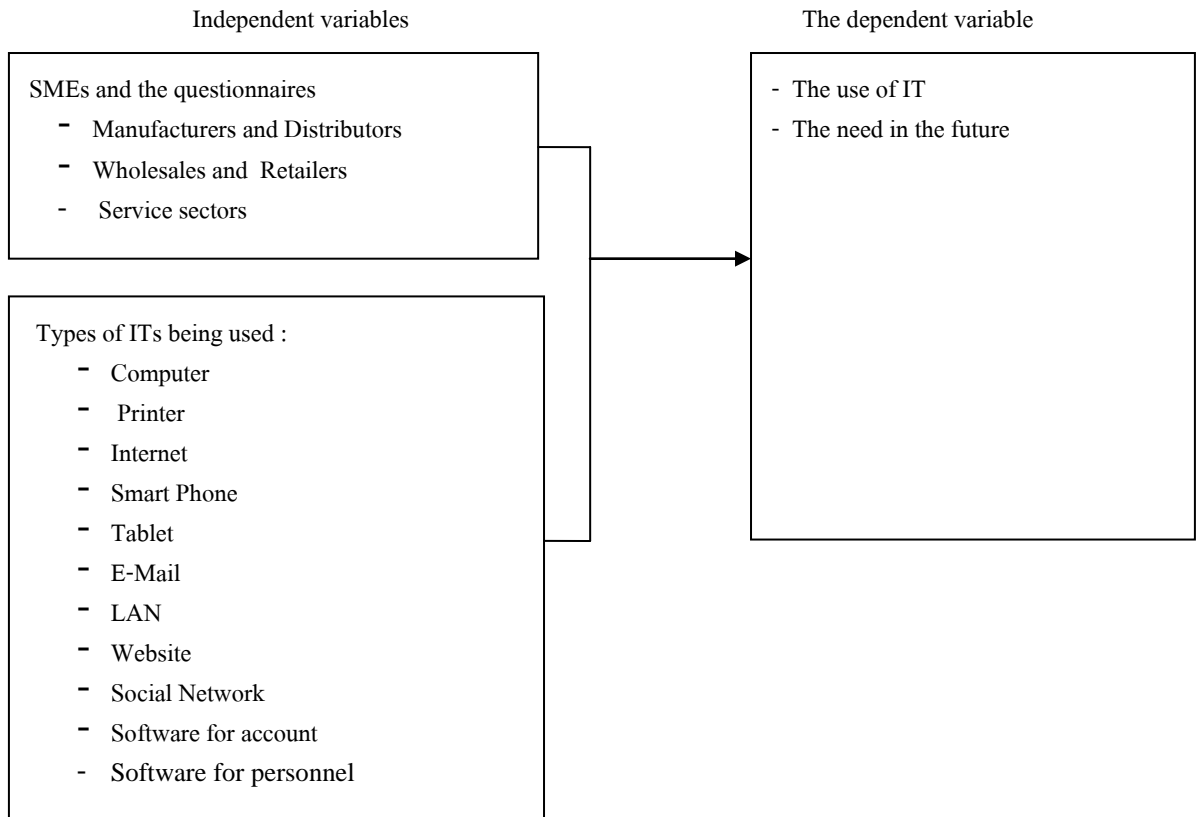 Independent variables
The dependent variable
SMEs and the questionnaires
- Manufacturers and Distributors
- Wholesales and Retailers
- Service sectors
- The use of IT
- The need in the future
Types of ITs being used :
- Computer
- Printer
- Internet
- Smart Phone
- Tablet
- E-Mail
- LAN
- Website
- Social Network
- Software for account
- Software for personnel